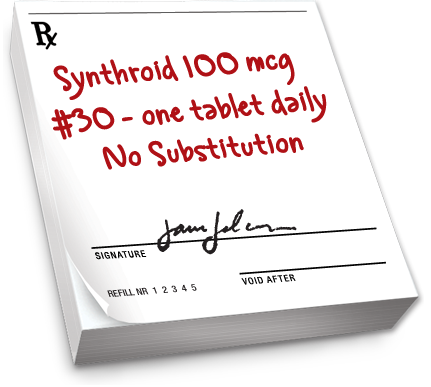 Rx
Synthroid 100 mcg
#30 - one tablet daily
No Substitution
SIGNATURE
REFILL NR 1 2 3 4 5
VOID AFTER